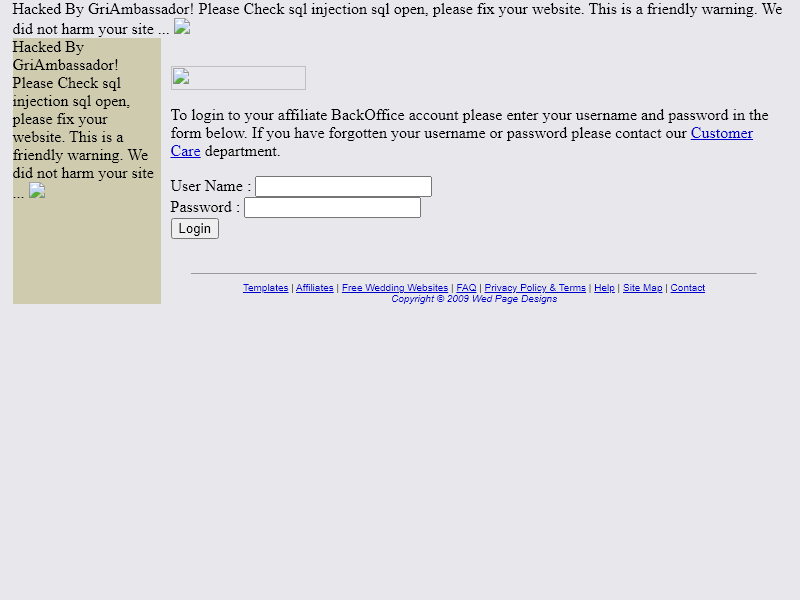 Hacked By GriAmbassador! Please Check sql injection sql open, please fix your website. This is a friendly warning. We
did not harm your site ...
Hacked By
GriAmbassador!
Please Check sql
injection sql open,
please fix your
website. This is a
friendly warning. We
did not harm your site
...
To login to your affiliate BackOffice account please enter your username and password in the
form below. If you have forgotten your username or password please contact our Customer
Care department.
User Name :
Password :
Login
Templates | Affiliates | Free Wedding Websites | FAQ | Privacy Policy & Terms | Help | Site Map | Contact
Copyright © 2009 Wed Page Designs